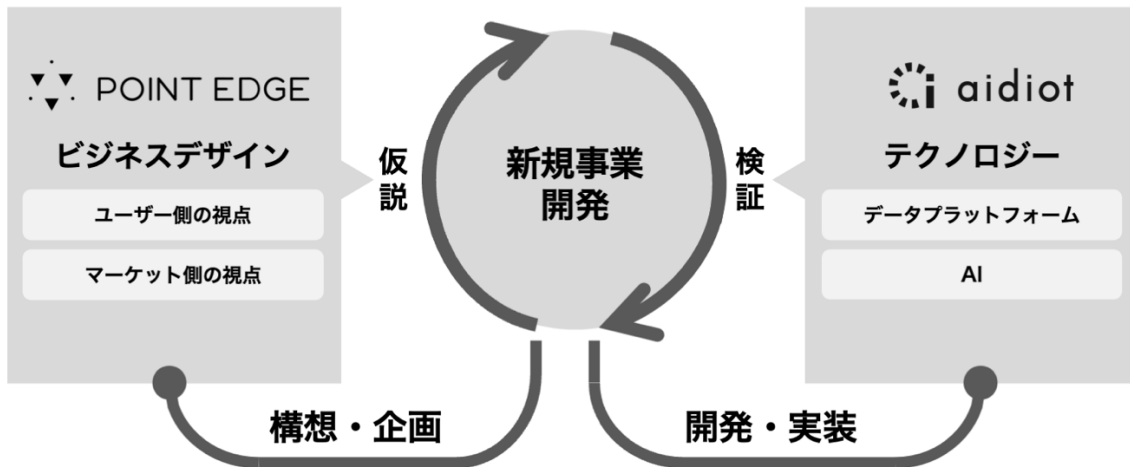 POINT EDGE
ビジネスデザイン
ユーザー側の視点
マーケット側の視点
仮説
新規事業
開発
検証
aidiot
テクノロジー
データプラットフォーム
AI
構想・企画
開発・実装